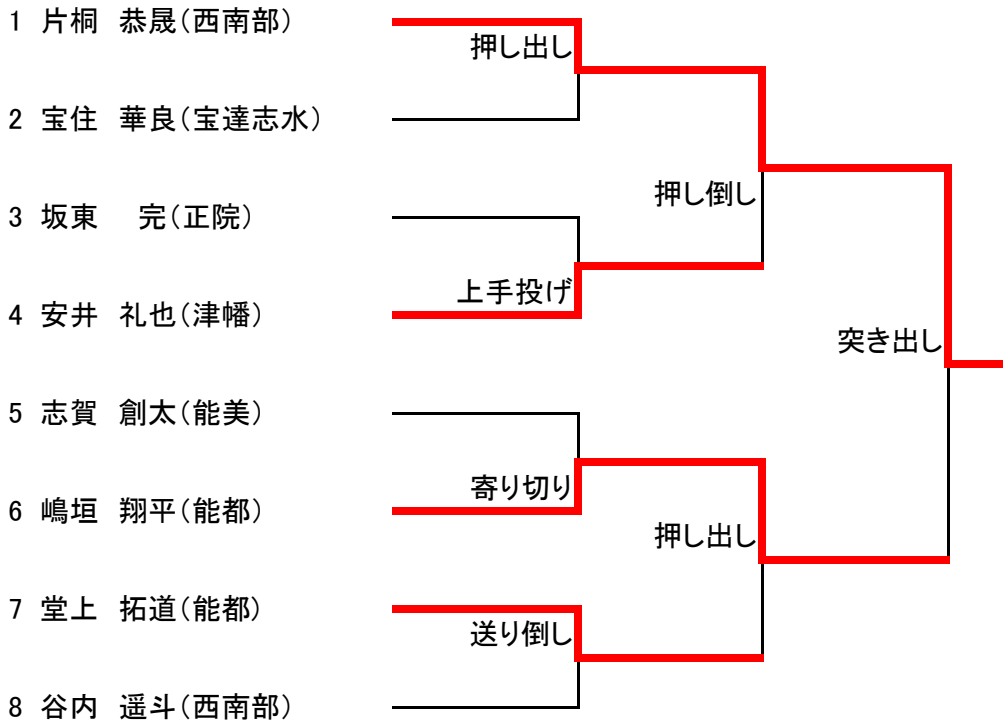 1 片桐 恭晟(西南部)
押し出し
2 宝住 華良(宝達志水)
押し倒し
3 坂東 完(正院)
上手投げ
4 安井 礼也(津幡)
突き出し
5 志賀 創太(能美)
寄り切り
6 嶋垣 翔平(能都)
押し出し
7 堂上 拓道(能都)
送り倒し
8 谷内 遥斗(西南部)